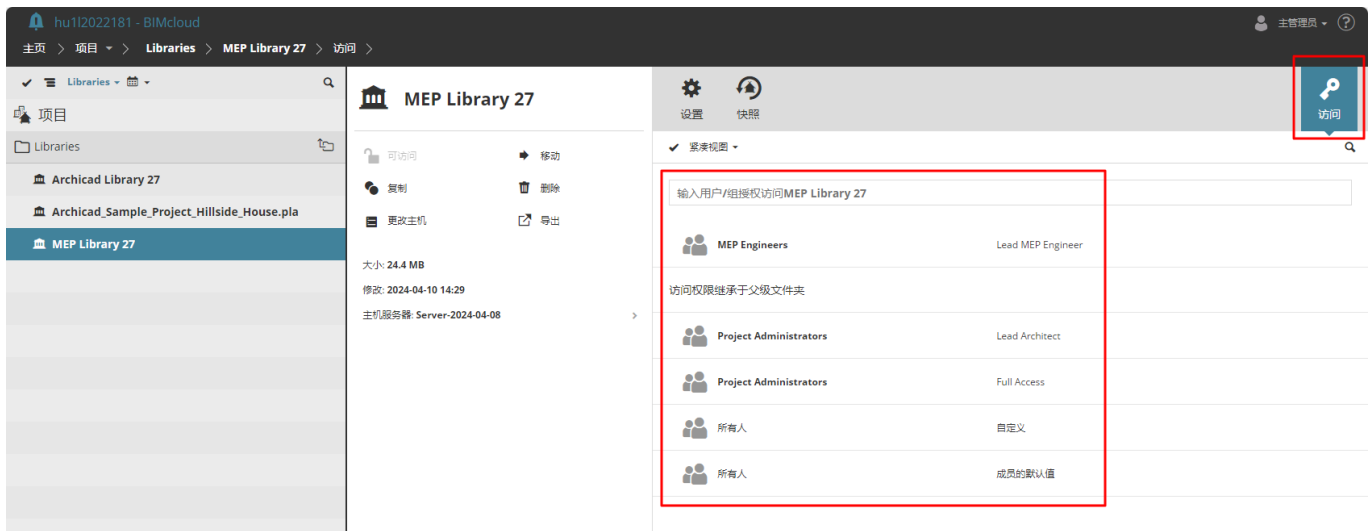 hu1l2022181 - BIMcloud
主管理员
主页 > 项目 > Libraries > MEP Library 27 > 访问 >
Libraries
项目
Libraries
Archicad Library 27
Archicad_Sample_Project_Hillside_House.pla
MEP Library 27
MEP Library 27
可访问 移动
复制 删除
更改主机 导出
大小: 24.4 MB
修改: 2024-04-10 14:29
主机服务器: Server-2024-04-08
设置 快照 访问
紧凑视图
输入用户/组授权访问MEP Library 27
MEP Engineers Lead MEP Engineer
访问权限继承于父级文件夹
Project Administrators Lead Architect
Project Administrators Full Access
所有人 自定义
所有人 成员的默认值